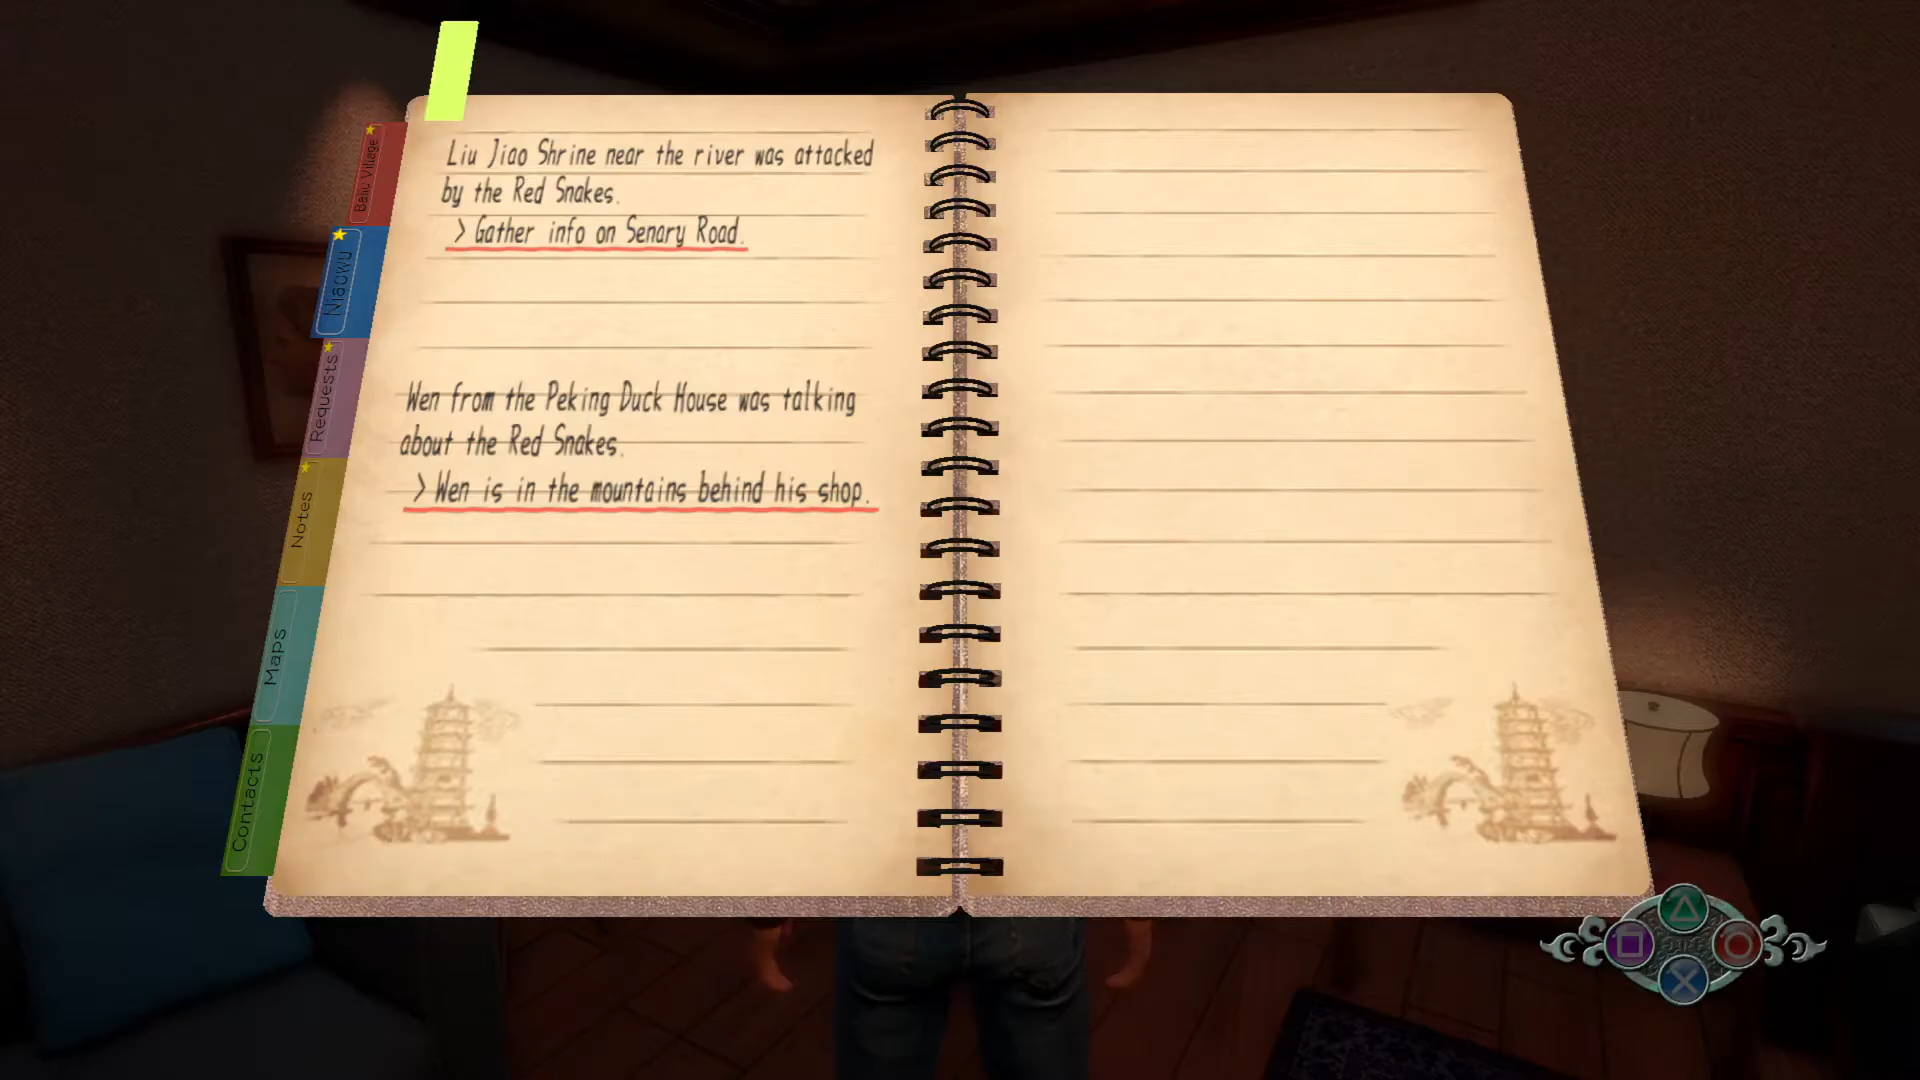 Liu Jiao Shrine near the river was attacked
by the Red Snakes.
> Gather info on Senary Road.
Wen from the Peking Duck House was talking
about the Red Snakes.
> Wen is in the mountains behind his shop.
Bailu Village
Niaowu
Requests
Notes
Maps
Contacts